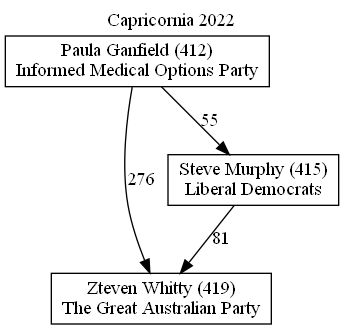 Capricornia 2022
Paula Ganfield (412)
Informed Medical Options Party
55
Steve Murphy (415)
Liberal Democrats
276
81
Zteven Whitty (419)
The Great Australian Party